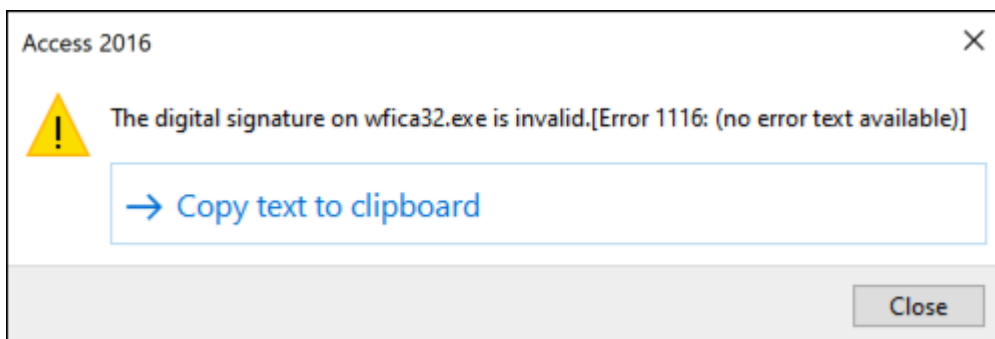 Access 2016
The digital signature on wfica32.exe is invalid.[Error 1116: (no error text available)]
→ Copy text to clipboard
Close